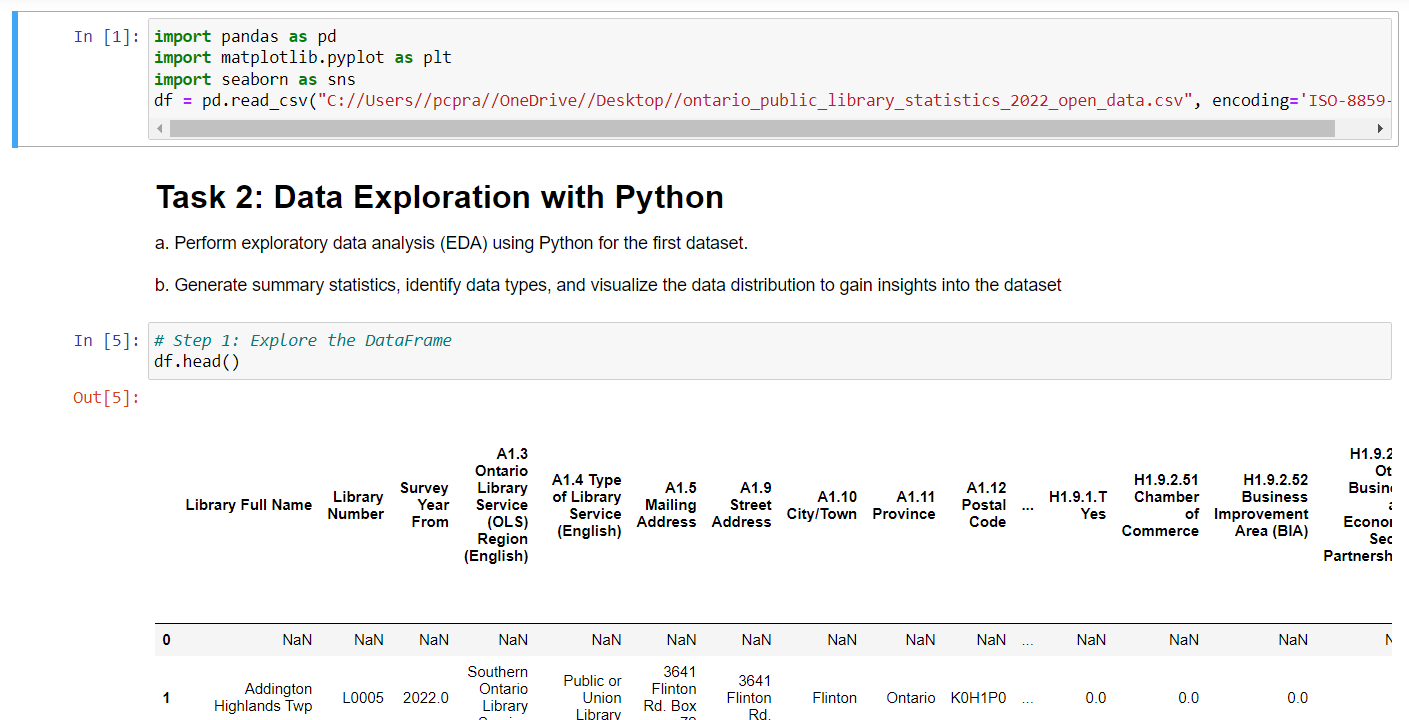 In [1]: import pandas as pd
import matplotlib.pyplot as plt
import seaborn as sns
df = pd.read_csv("C://Users//pcpra//OneDrive//Desktop//ontario_public_library_statistics_2022_open_data.csv", encoding='ISO-8859-
Task 2: Data Exploration with Python
a. Perform exploratory data analysis (EDA) using Python for the first dataset.
b. Generate summary statistics, identify data types, and visualize the data distribution to gain insights into the dataset
In [5]: # Step 1: Explore the DataFrame
df.head()
Out[5]:
Library Full Name
Library
Number
Survey
Year
From
A1.3
Ontario
Library
Service
(OLS)
Region
(English)
A1.4 Type
of Library
Service
(English)
A1.5
Mailing
Address
A1.9
Street
Address
A1.10
City/Town
A1.11
Province
A1.12
Postal
Code
...
H1.9.1.T
Yes
H1.9.2.51
Chamber
of
Commerce
H1.9.2.52
Business
Improvement
Area (BIA)
H1.9.2
Ot
Busin
Econo
Sec
Partnersh
0 NaN NaN NaN NaN NaN NaN NaN NaN NaN NaN ... NaN NaN NaN N
1
Addington
Highlands Twp
L0005
2022.0
Southern
Ontario
Library
Public or
Union
Library
3641
Flinton
Rd. Box
3641
Flinton
Rd.
Flinton
Ontario
K0H1P0
...
0.0
0.0
0.0